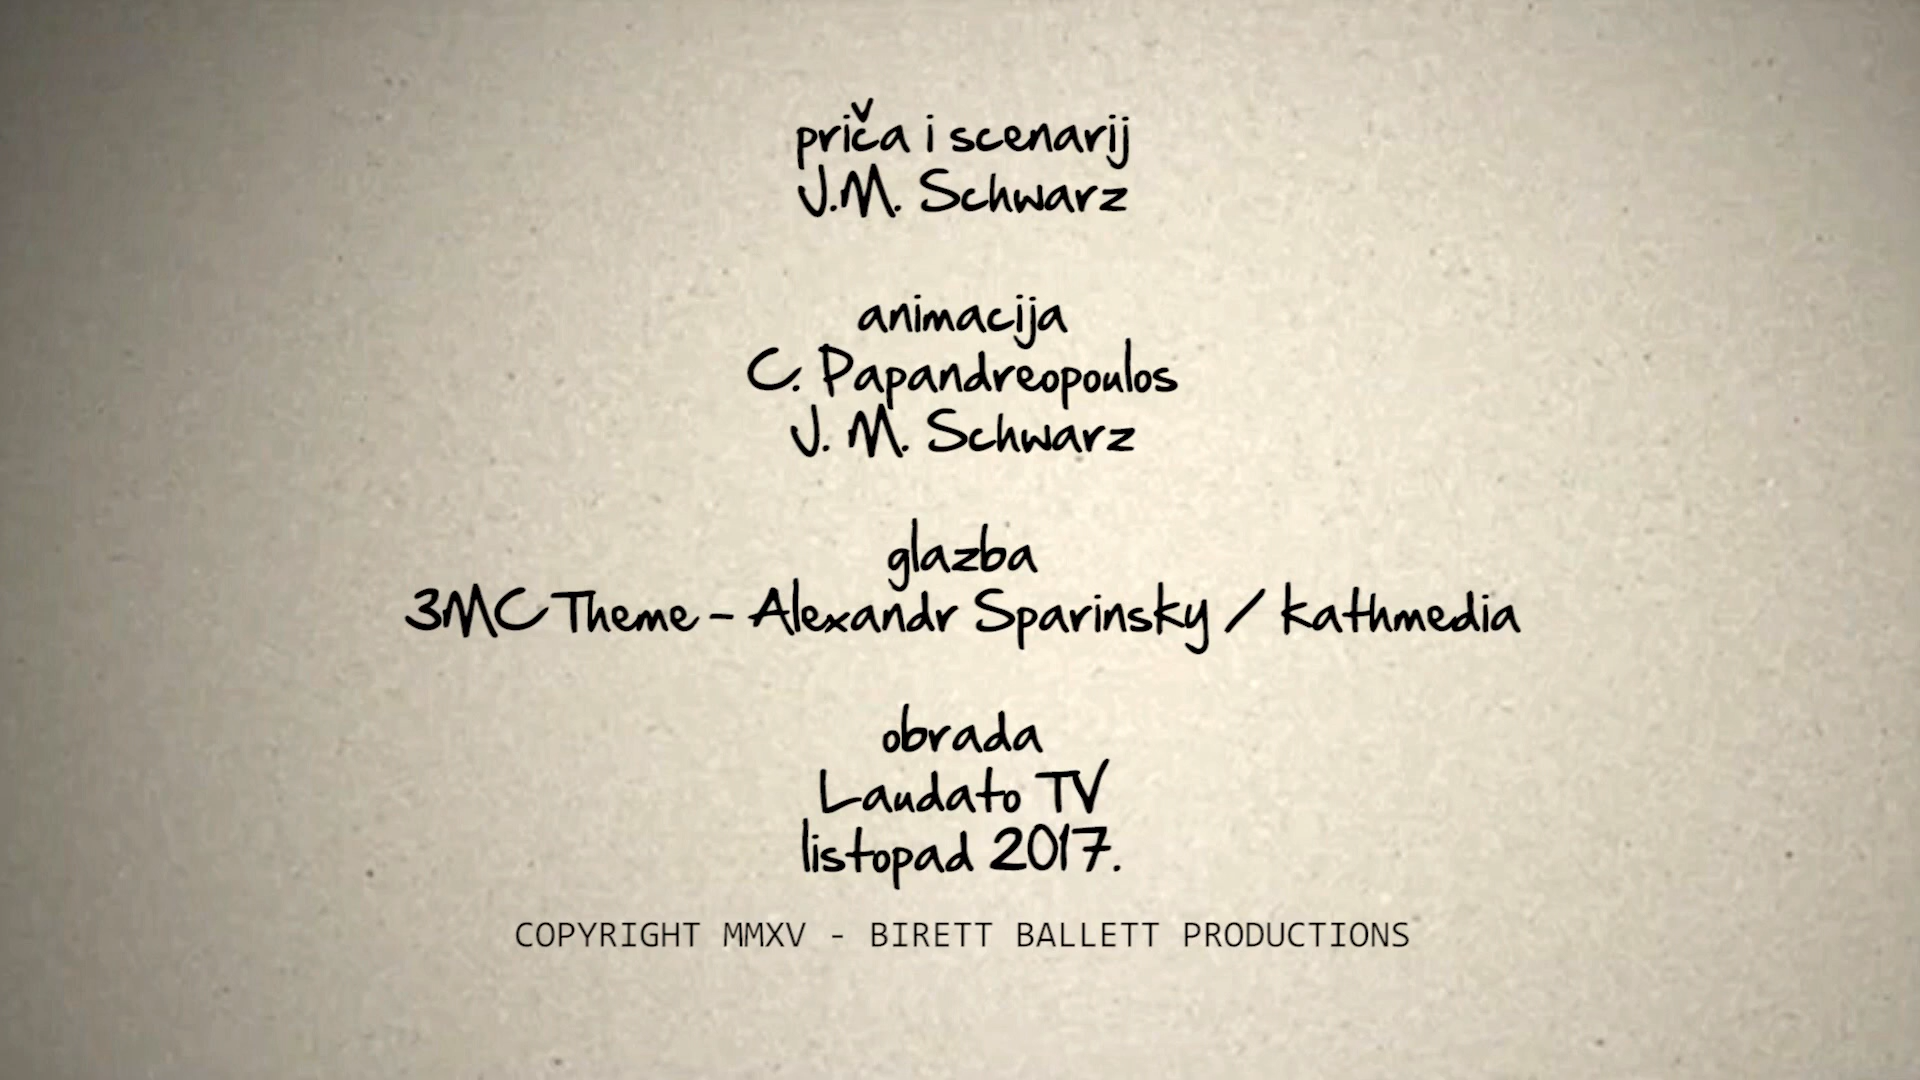 priča i scenarij
J.M. Schwarz
animacija
C. Papandreopoulos
J. M. Schwarz
glazba
3MC Theme - Alexandr Sparinsky / kathmedia
obrada
Laudato TV
listopad 2017.
COPYRIGHT MMXV - BIRETT BALLETT PRODUCTIONS